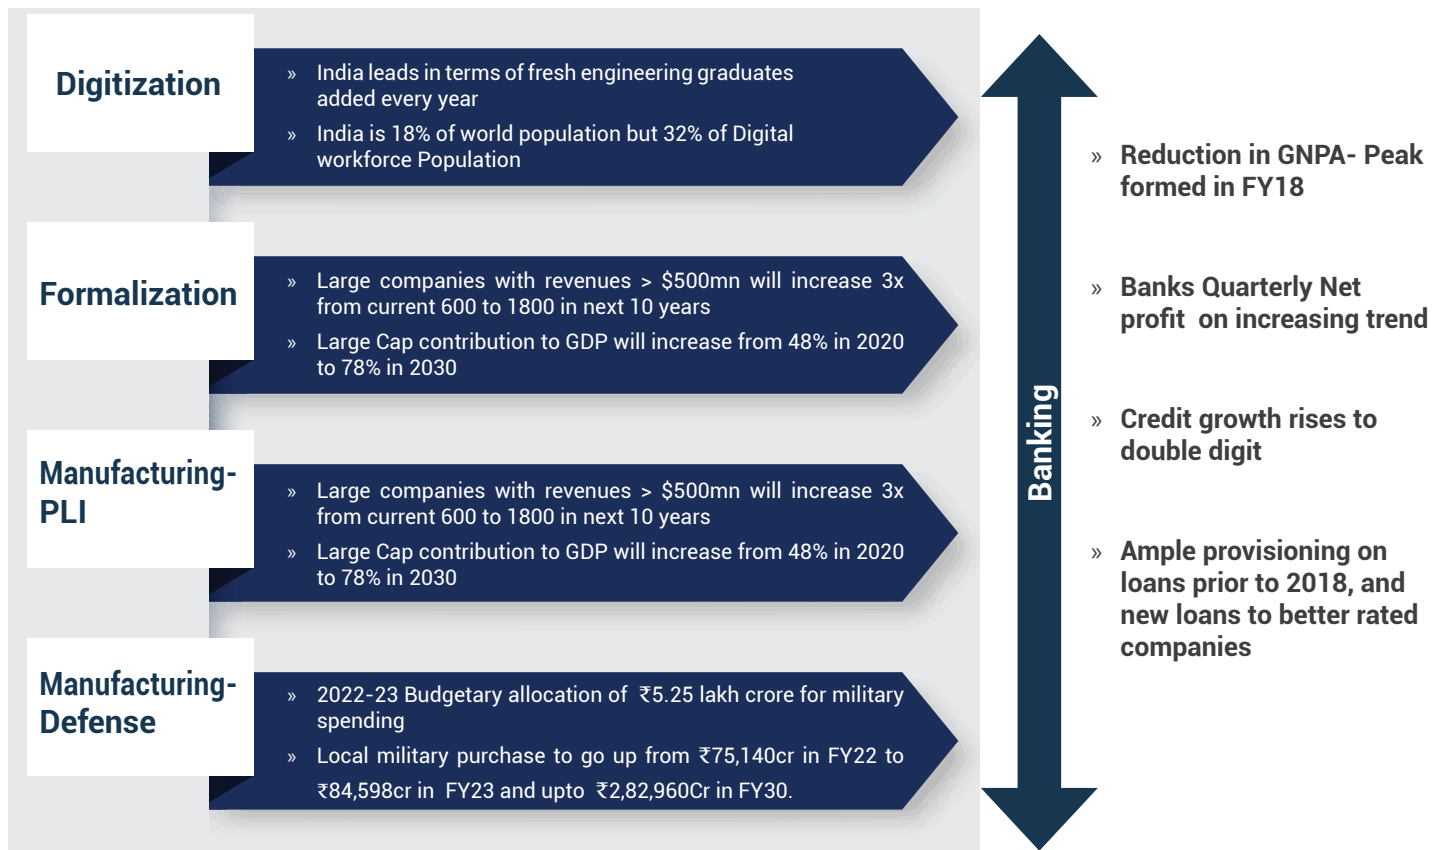 Digitization
» India leads in terms of fresh engineering graduates
added every year
» India is 18% of world population but 32% of Digital
workforce Population
Formalization
» Large companies with revenues > $500mn will increase 3x
from current 600 to 1800 in next 10 years
» Large Cap contribution to GDP will increase from 48% in 2020
to 78% in 2030
Manufacturing-
PLI
» Large companies with revenues > $500mn will increase 3x
from current 600 to 1800 in next 10 years
» Large Cap contribution to GDP will increase from 48% in 2020
to 78% in 2030
Manufacturing-
Defense
» 2022-23 Budgetary allocation of ₹5.25 lakh crore for military
spending
» Local military purchase to go up from ₹75,140cr in FY22 to
₹84,598cr in FY23 and upto ₹2,82,960Cr in FY30.
Banking
» Reduction in GNPA- Peak
formed in FY18
» Banks Quarterly Net
profit on increasing trend
» Credit growth rises to
double digit
» Ample provisioning on
loans prior to 2018, and
new loans to better rated
companies